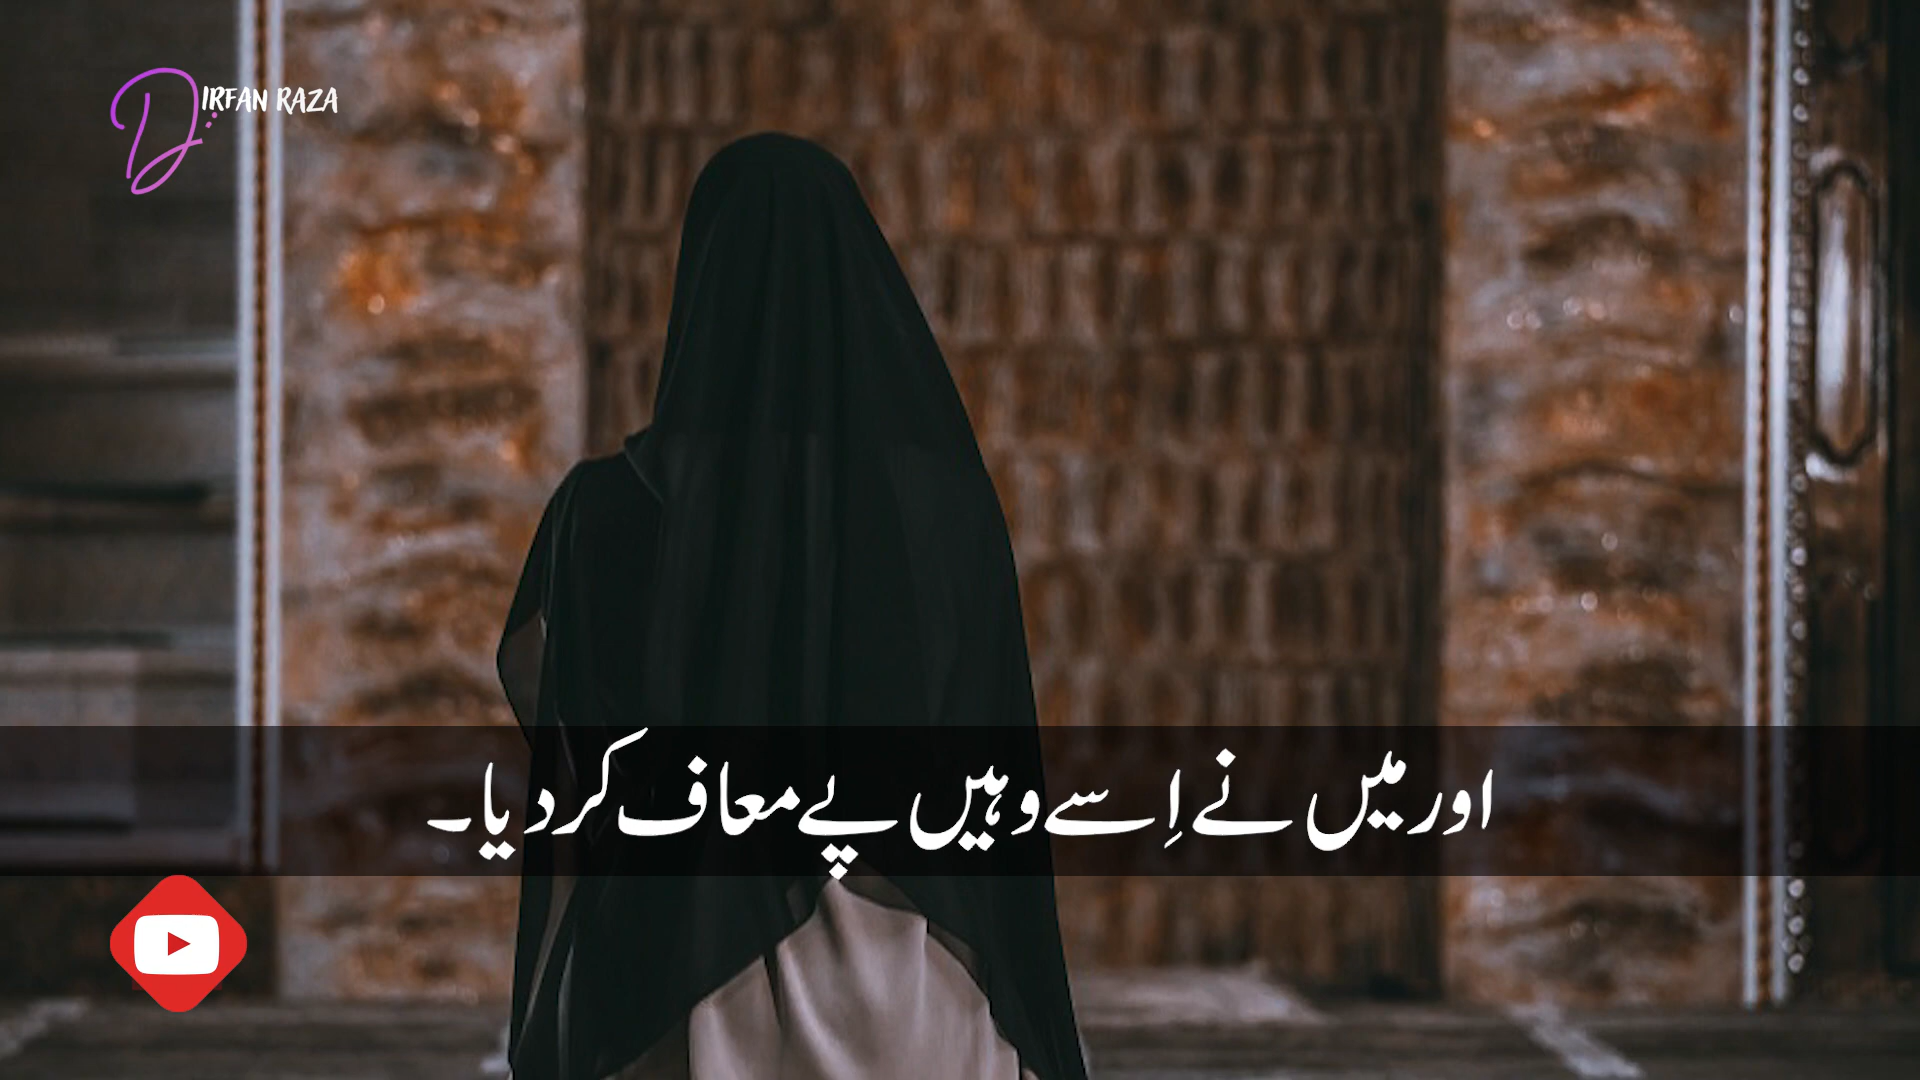 IRFAN RAZA
اور میں نے اِسے وہیں پے معاف کر دیا۔